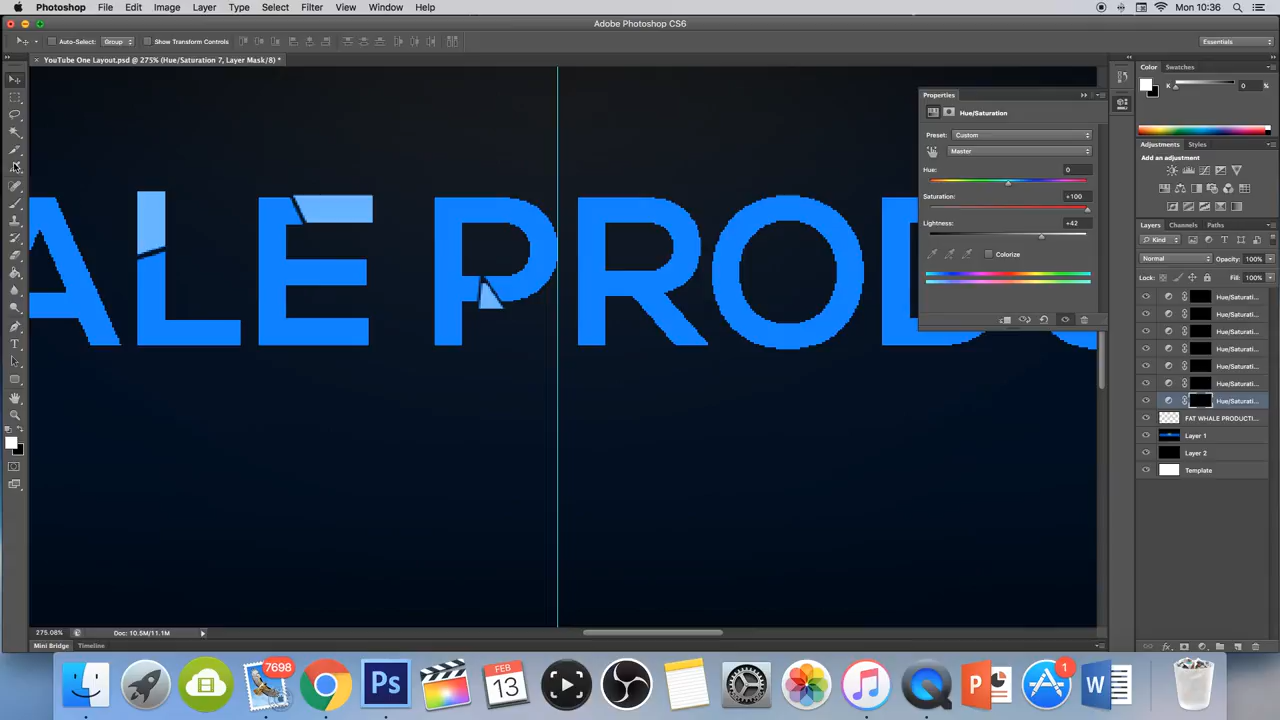 Photoshop File Edit Image Layer Type Select Filter View Window Help Mon 10:36
Adobe Photoshop CS6
Auto-Select: Group Show Transform Controls Essentials
YouTube One Layout.psd @ 275% (Hue/Saturation 7, Layer Mask/8) *
Color Swatches
K 0 %
Properties
Hue/Saturation
Preset: Custom
Master
Hue: 0
Saturation: +100
Lightness: +42
Colorize
Adjustments Styles
Add an adjustment
Layers Channels Paths
Kind
Normal Opacity: 100%
Lock: Fill: 100%
Hue/Saturati...
Hue/Saturati...
Hue/Saturati...
Hue/Saturati...
Hue/Saturati...
Hue/Saturati...
Hue/Saturati...
FAT WHALE PRODUCTI...
Layer 1
Layer 2
Template
ALE PROD
275.08% Doc: 10.5M/11.1M
Mini Bridge Timeline
7698
FEB
13
Ps
P
W
1